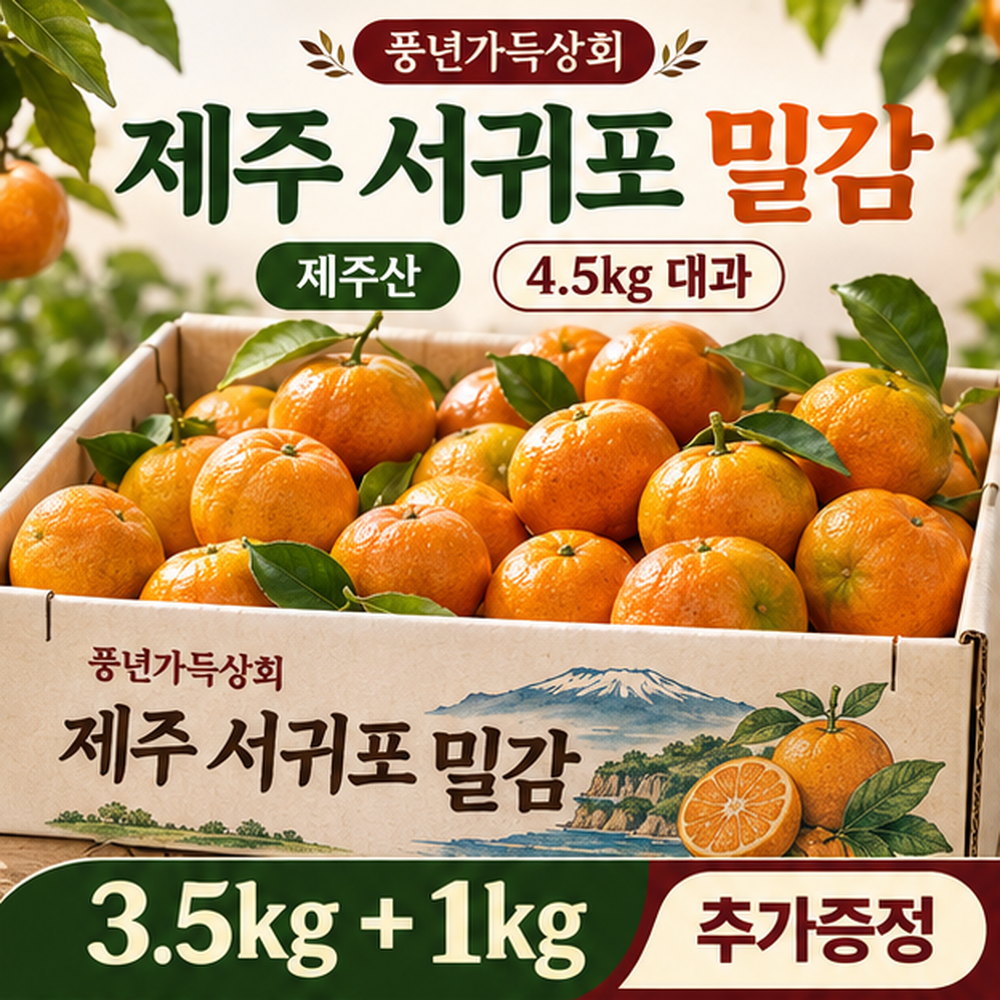 풍년가득상회
제주 서귀포 밀감
제주산
4.5kg 대과
풍년가득상회
제주 서귀포 밀감
3.5kg + 1kg
추가증정